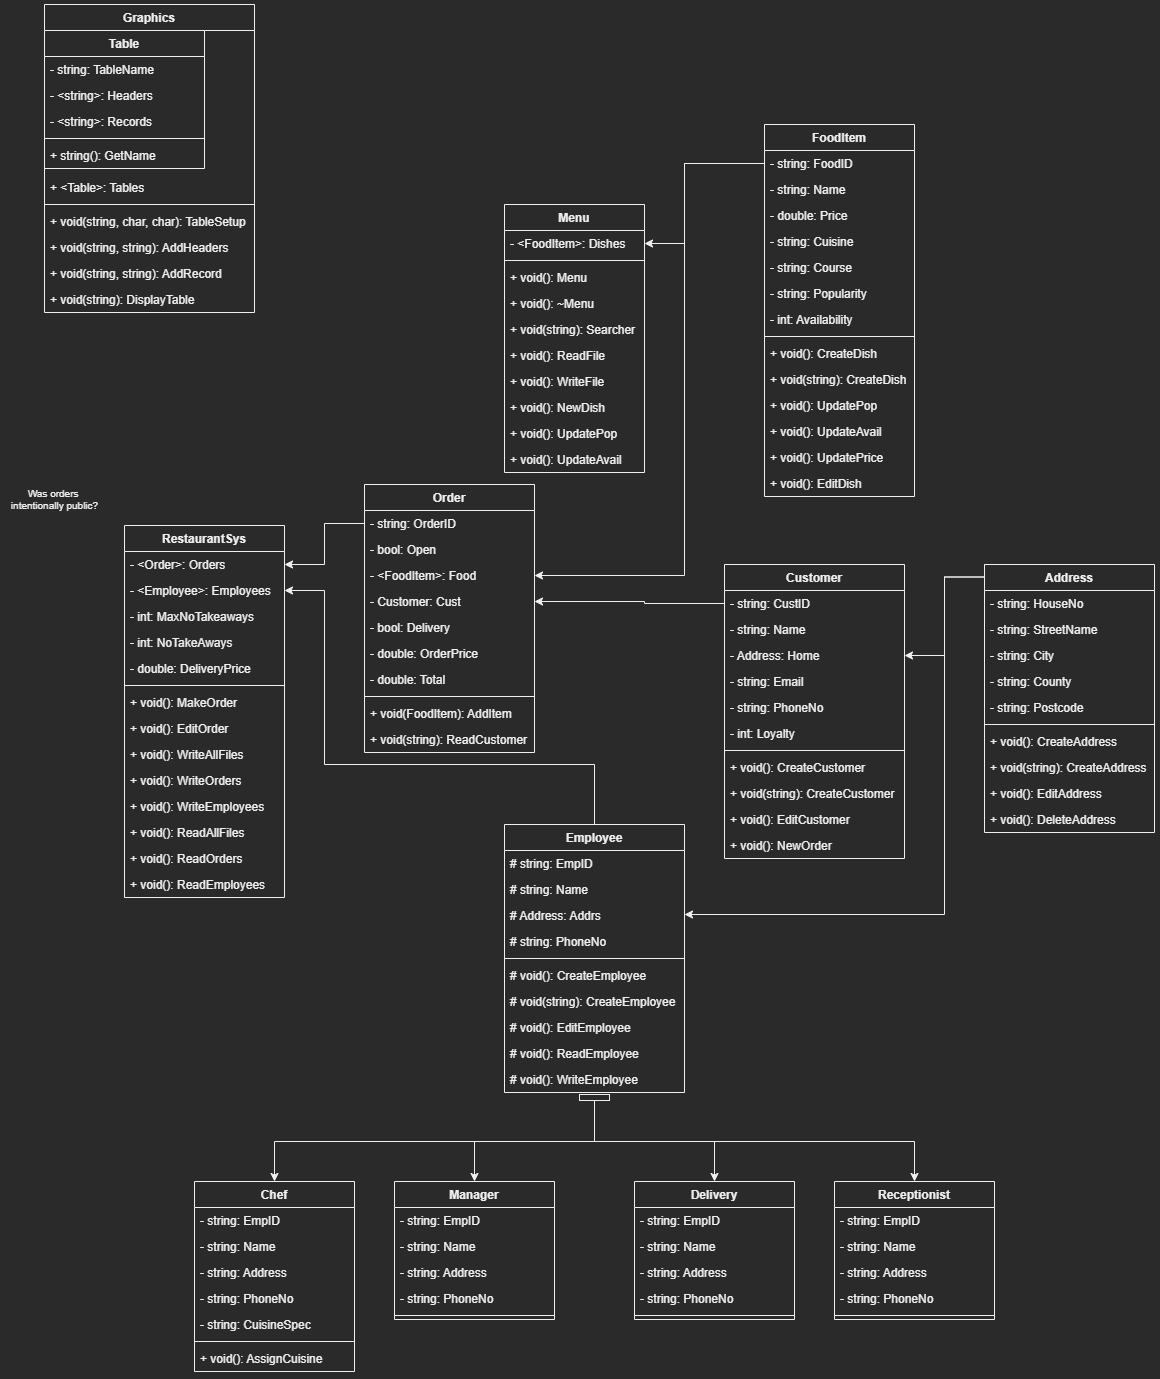 Graphics
Table
- string: TableName
- <string>: Headers
- <string>: Records
+ string(): GetName
+ <Table>: Tables
+ void(string, char, char): TableSetup
+ void(string, string): AddHeaders
+ void(string, string): AddRecord
+ void(string): DisplayTable
FoodItem
- string: FoodID
- string: Name
- double: Price
- string: Cuisine
- string: Course
- string: Popularity
- int: Availability
+ void(): CreateDish
+ void(string): CreateDish
+ void(): UpdatePop
+ void(): UpdateAvail
+ void(): UpdatePrice
+ void(): EditDish
Menu
- <FoodItem>: Dishes
+ void(): Menu
+ void(): ~Menu
+ void(string): Searcher
+ void(): ReadFile
+ void(): WriteFile
+ void(): NewDish
+ void(): UpdatePop
+ void(): UpdateAvail
Was orders
intentionally public?
RestaurantSys
- <Order>: Orders
- <Employee>: Employees
- int: MaxNoTakeaways
- int: NoTakeAways
- double: DeliveryPrice
+ void(): MakeOrder
+ void(): EditOrder
+ void(): WriteAllFiles
+ void(): WriteOrders
+ void(): WriteEmployees
+ void(): ReadAllFiles
+ void(): ReadOrders
+ void(): ReadEmployees
Order
- string: OrderID
- bool: Open
- <FoodItem>: Food
- Customer: Cust
- bool: Delivery
- double: OrderPrice
- double: Total
+ void(FoodItem): AddItem
+ void(string): ReadCustomer
Customer
- string: CustID
- string: Name
- Address: Home
- string: Email
- string: PhoneNo
- int: Loyalty
+ void(): CreateCustomer
+ void(string): CreateCustomer
+ void(): EditCustomer
+ void(): NewOrder
Address
- string: HouseNo
- string: StreetName
- string: City
- string: County
- string: Postcode
+ void(): CreateAddress
+ void(string): CreateAddress
+ void(): EditAddress
+ void(): DeleteAddress
Employee
# string: EmpID
# string: Name
# Address: Addrs
# string: PhoneNo
# void(): CreateEmployee
# void(string): CreateEmployee
# void(): EditEmployee
# void(): ReadEmployee
# void(): WriteEmployee
Chef
- string: EmpID
- string: Name
- string: Address
- string: PhoneNo
- string: CuisineSpec
+ void(): AssignCuisine
Manager
- string: EmpID
- string: Name
- string: Address
- string: PhoneNo
Delivery
- string: EmpID
- string: Name
- string: Address
- string: PhoneNo
Receptionist
- string: EmpID
- string: Name
- string: Address
- string: PhoneNo